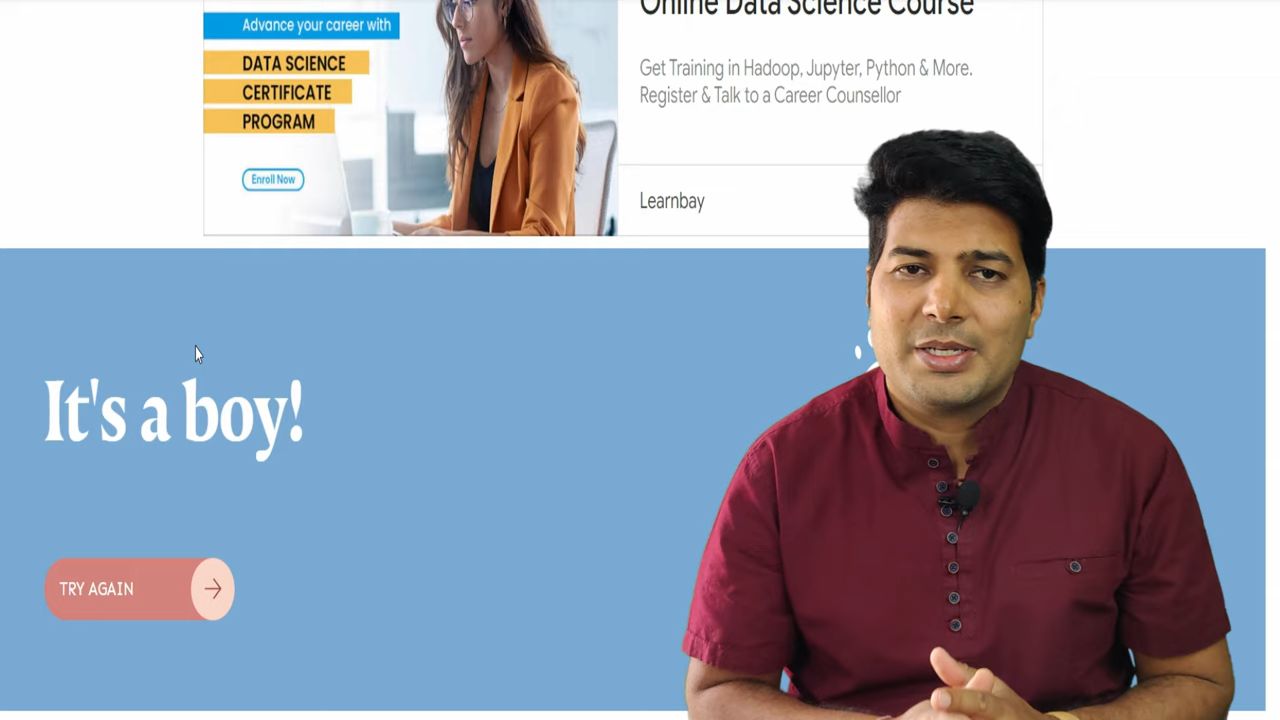 Advance your career with
DATA SCIENCE
CERTIFICATE
PROGRAM
Enroll Now
Online Data Science Course
Get Training in Hadoop, Jupyter, Python & More.
Register & Talk to a Career Counsellor
Learnbay
It's a boy!
TRY AGAIN